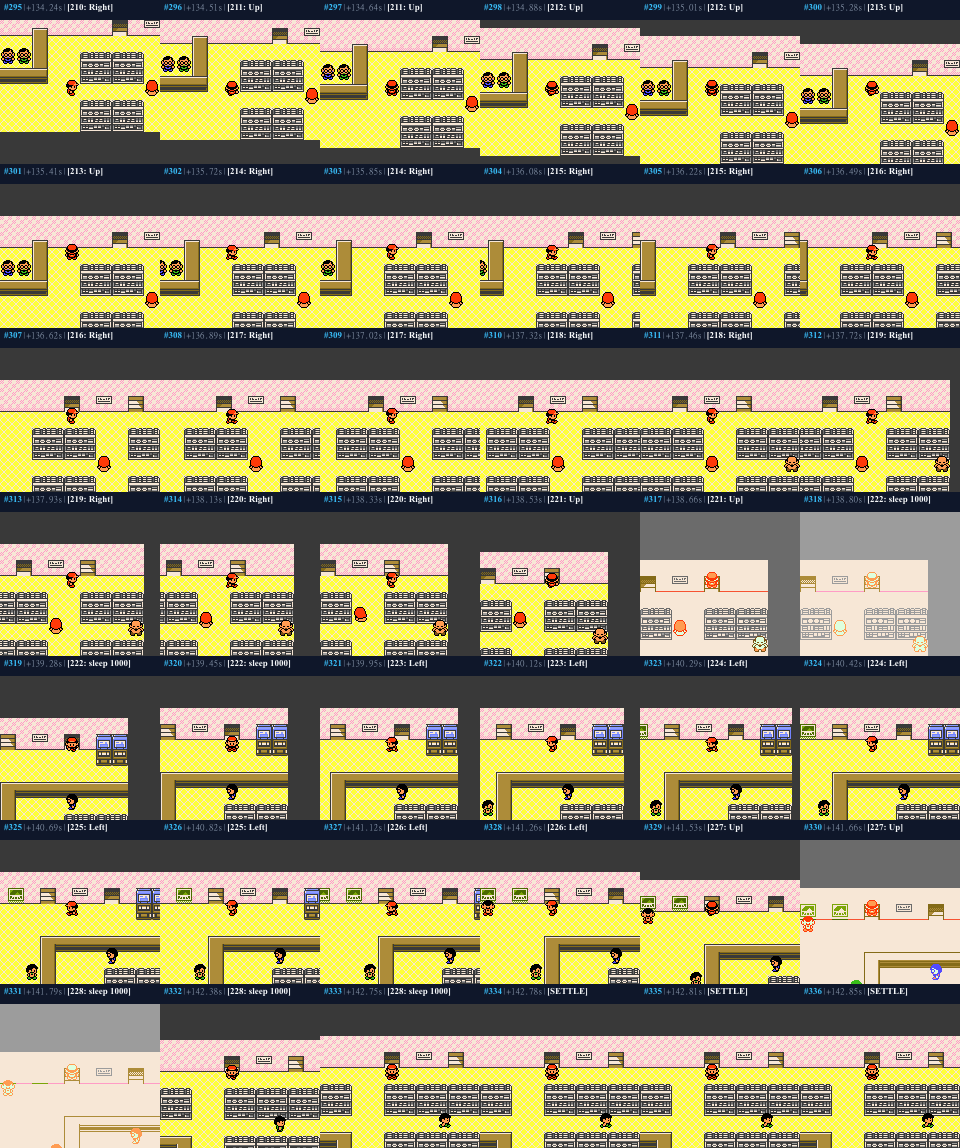 #295 |+134.24s| [210: Right]
#296 |+134.51s| [211: Up]
#297 |+134.64s| [211: Up]
#298 |+134.88s| [212: Up]
#299 |+135.01s| [212: Up]
#300 |+135.28s| [213: Up]
#301 |+135.41s| [213: Up]
#302 |+135.72s| [214: Right]
#303 |+135.85s| [214: Right]
#304 |+136.08s| [215: Right]
#305 |+136.22s| [215: Right]
#306 |+136.49s| [216: Right]
#307 |+136.62s| [216: Right]
#308 |+136.89s| [217: Right]
#309 |+137.02s| [217: Right]
#310 |+137.32s| [218: Right]
#311 |+137.46s| [218: Right]
#312 |+137.72s| [219: Right]
#313 |+137.93s| [219: Right]
#314 |+138.13s| [220: Right]
#315 |+138.33s| [220: Right]
#316 |+138.53s| [221: Up]
#317 |+138.66s| [221: Up]
#318 |+138.80s| [222: sleep 1000]
#319 |+139.28s| [222: sleep 1000]
#320 |+139.45s| [222: sleep 1000]
#321 |+139.95s| [223: Left]
#322 |+140.12s| [223: Left]
#323 |+140.29s| [224: Left]
#324 |+140.42s| [224: Left]
#325 |+140.69s| [225: Left]
#326 |+140.82s| [225: Left]
#327 |+141.12s| [226: Left]
#328 |+141.26s| [226: Left]
#329 |+141.53s| [227: Up]
#330 |+141.66s| [227: Up]
#331 |+141.79s| [228: sleep 1000]
#332 |+142.38s| [228: sleep 1000]
#333 |+142.75s| [228: sleep 1000]
#334 |+142.78s| [SETTLE]
#335 |+142.81s| [SETTLE]
#336 |+142.85s| [SETTLE]